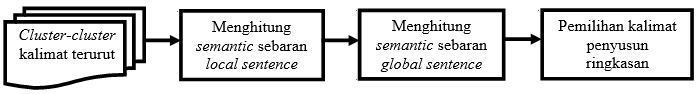 Cluster-cluster
kalimat terurut
Menghitung
semantic sebaran
local sentence
Menghitung
semantic sebaran
global sentence
Pemilihan kalimat
penyusun
ringkasan